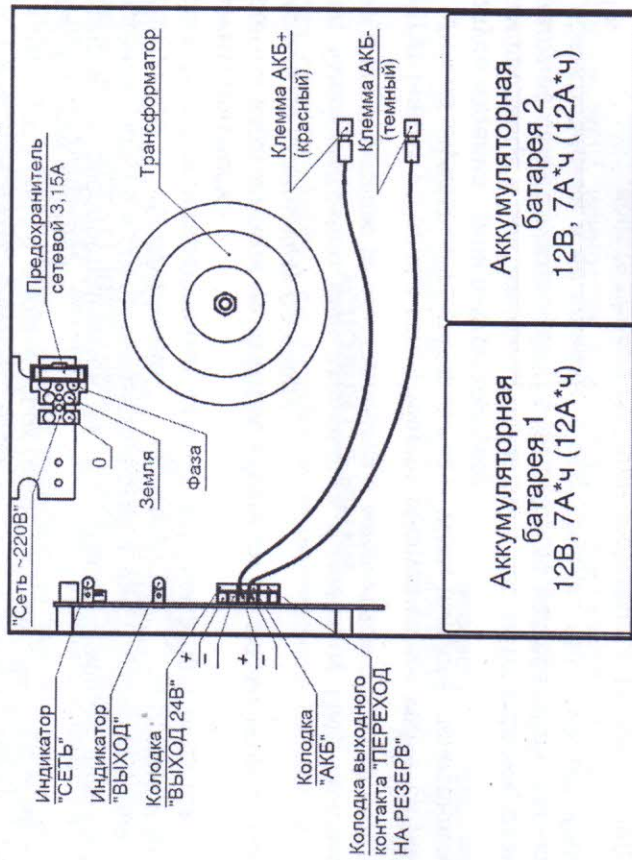 Индикатор
"СЕТЬ"
Индикатор
"ВЫХОД"
Колодка
"ВЫХОД 24В"
+
–
+
–
Колодка
"АКБ"
Колодка выходного
контакта "ПЕРЕХОД
НА РЕЗЕРВ"
"Сеть ~220В"
0
Земля
Фаза
Предохранитель
сетевой 3,15А
Трансформатор
Клемма АКБ+
(красный)
Клемма АКБ-
(темный)
Аккумуляторная
батарея 1
12В, 7А*ч (12А*ч)
Аккумуляторная
батарея 2
12В, 7А*ч (12А*ч)